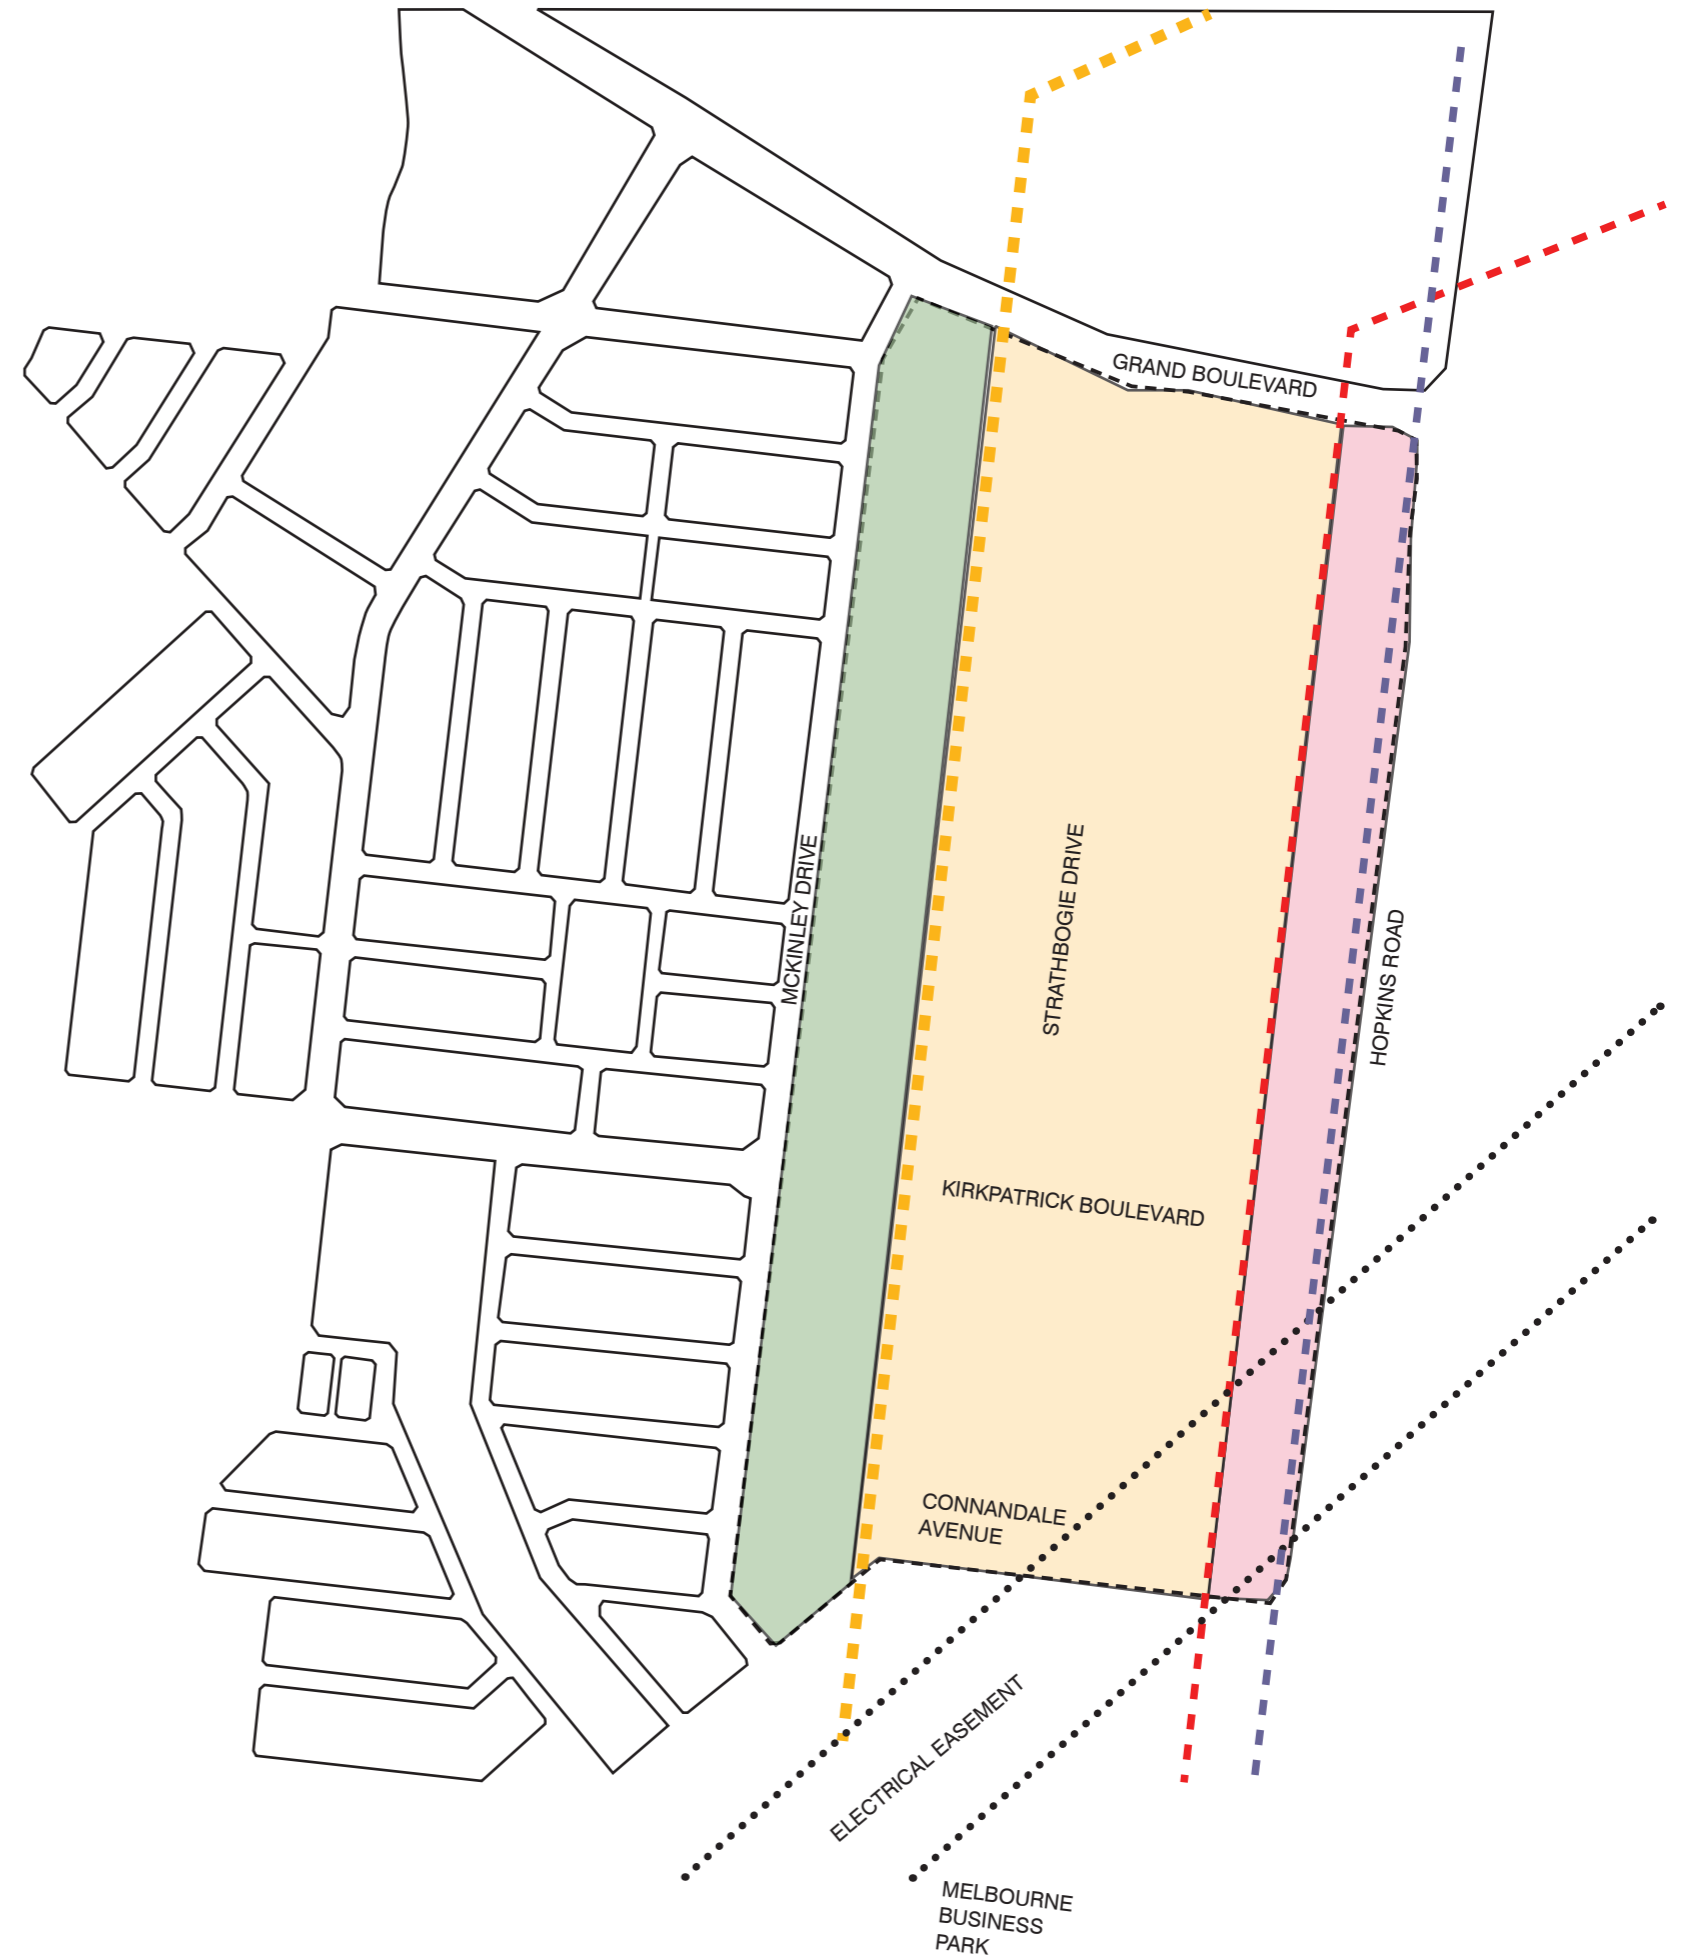 GRAND BOULEVARD
MCKINLEY DRIVE
STRATHBOGIE DRIVE
HOPKINS ROAD
KIRKPATRICK BOULEVARD
CONNANDALE
AVENUE
ELECTRICAL EASEMENT
MELBOURNE
BUSINESS
PARK